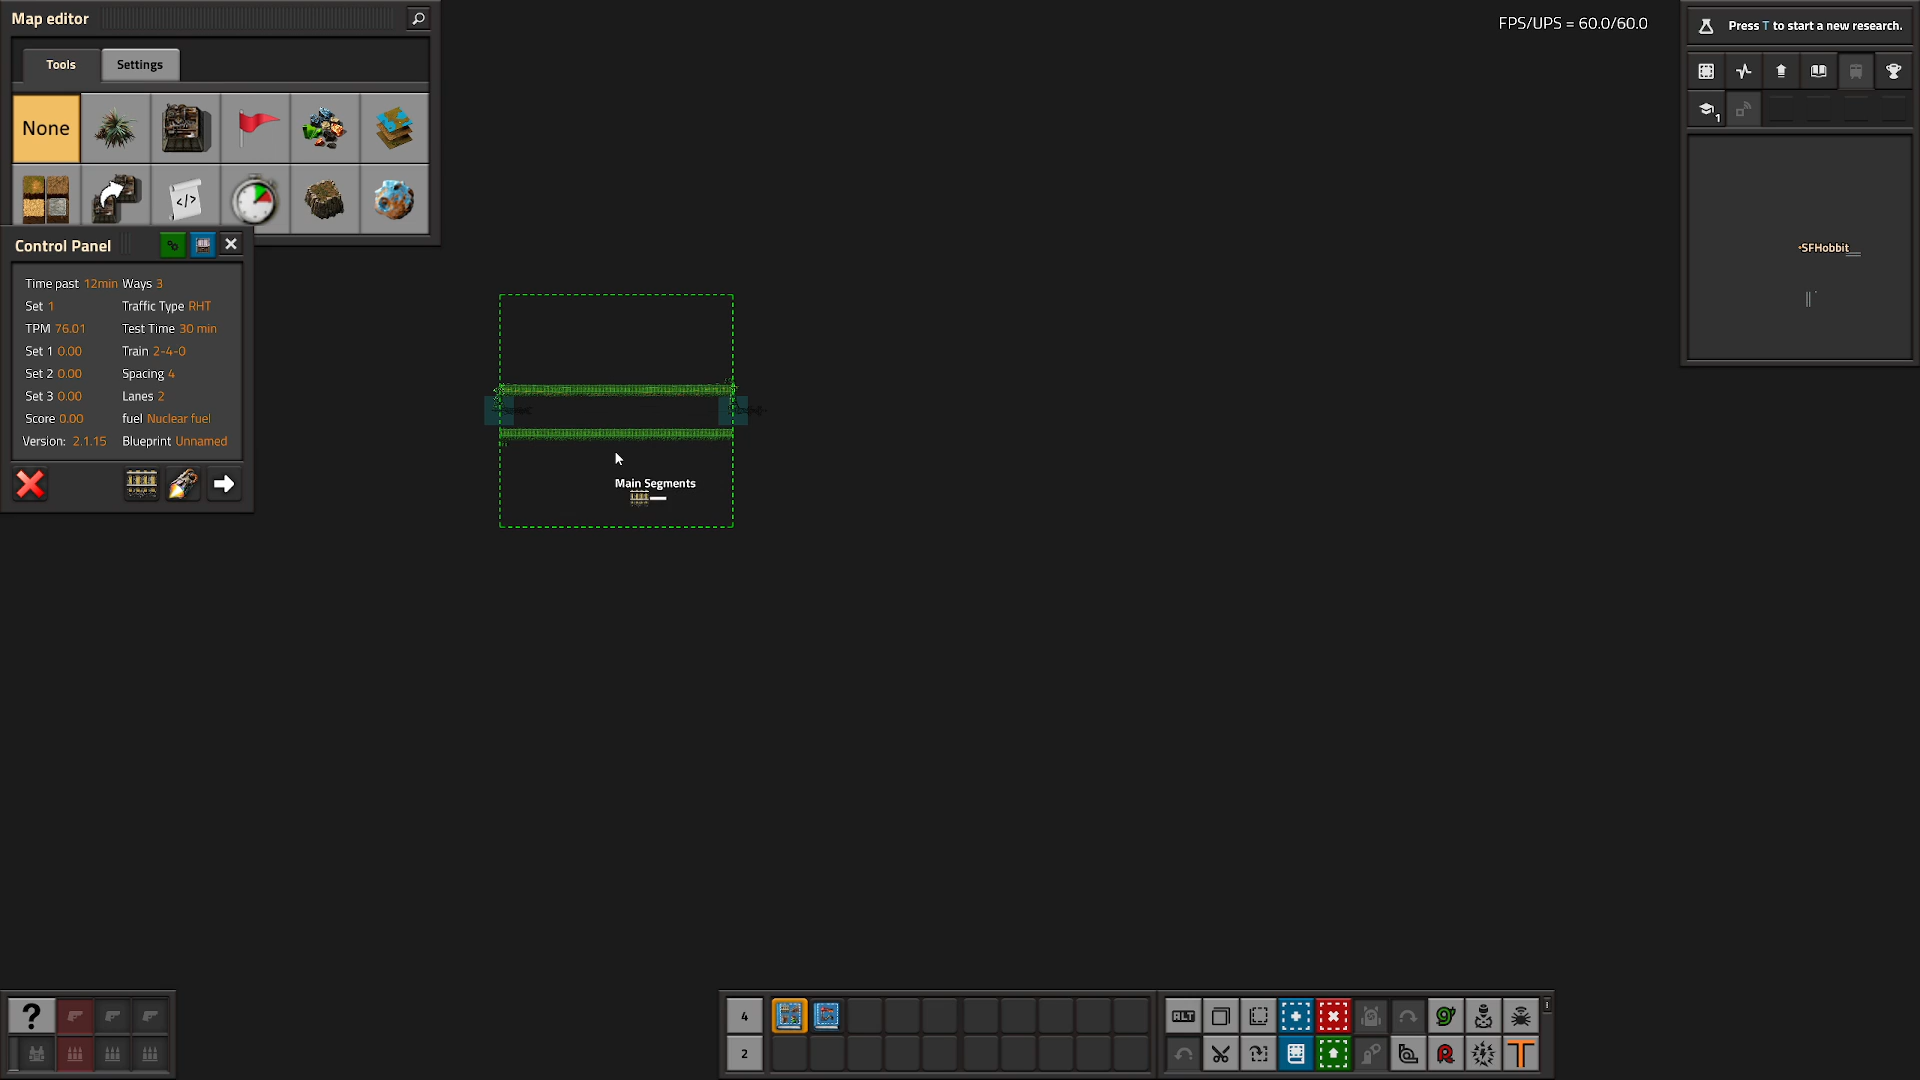 Map editor
Tools Settings
None
Control Panel
Time past 12min Ways 3
Set 1 Traffic Type RHT
TPM 76.01 Test Time 30 min
Set 1 0.00 Train 2-4-0
Set 2 0.00 Spacing 4
Set 3 0.00 Lanes 2
Score 0.00 fuel Nuclear fuel
Version: 2.1.15 Blueprint Unnamed
Main Segments
FPS/UPS = 60.0/60.0
Press T to start a new research.
1
SFHobbit
?
4
2
ALT